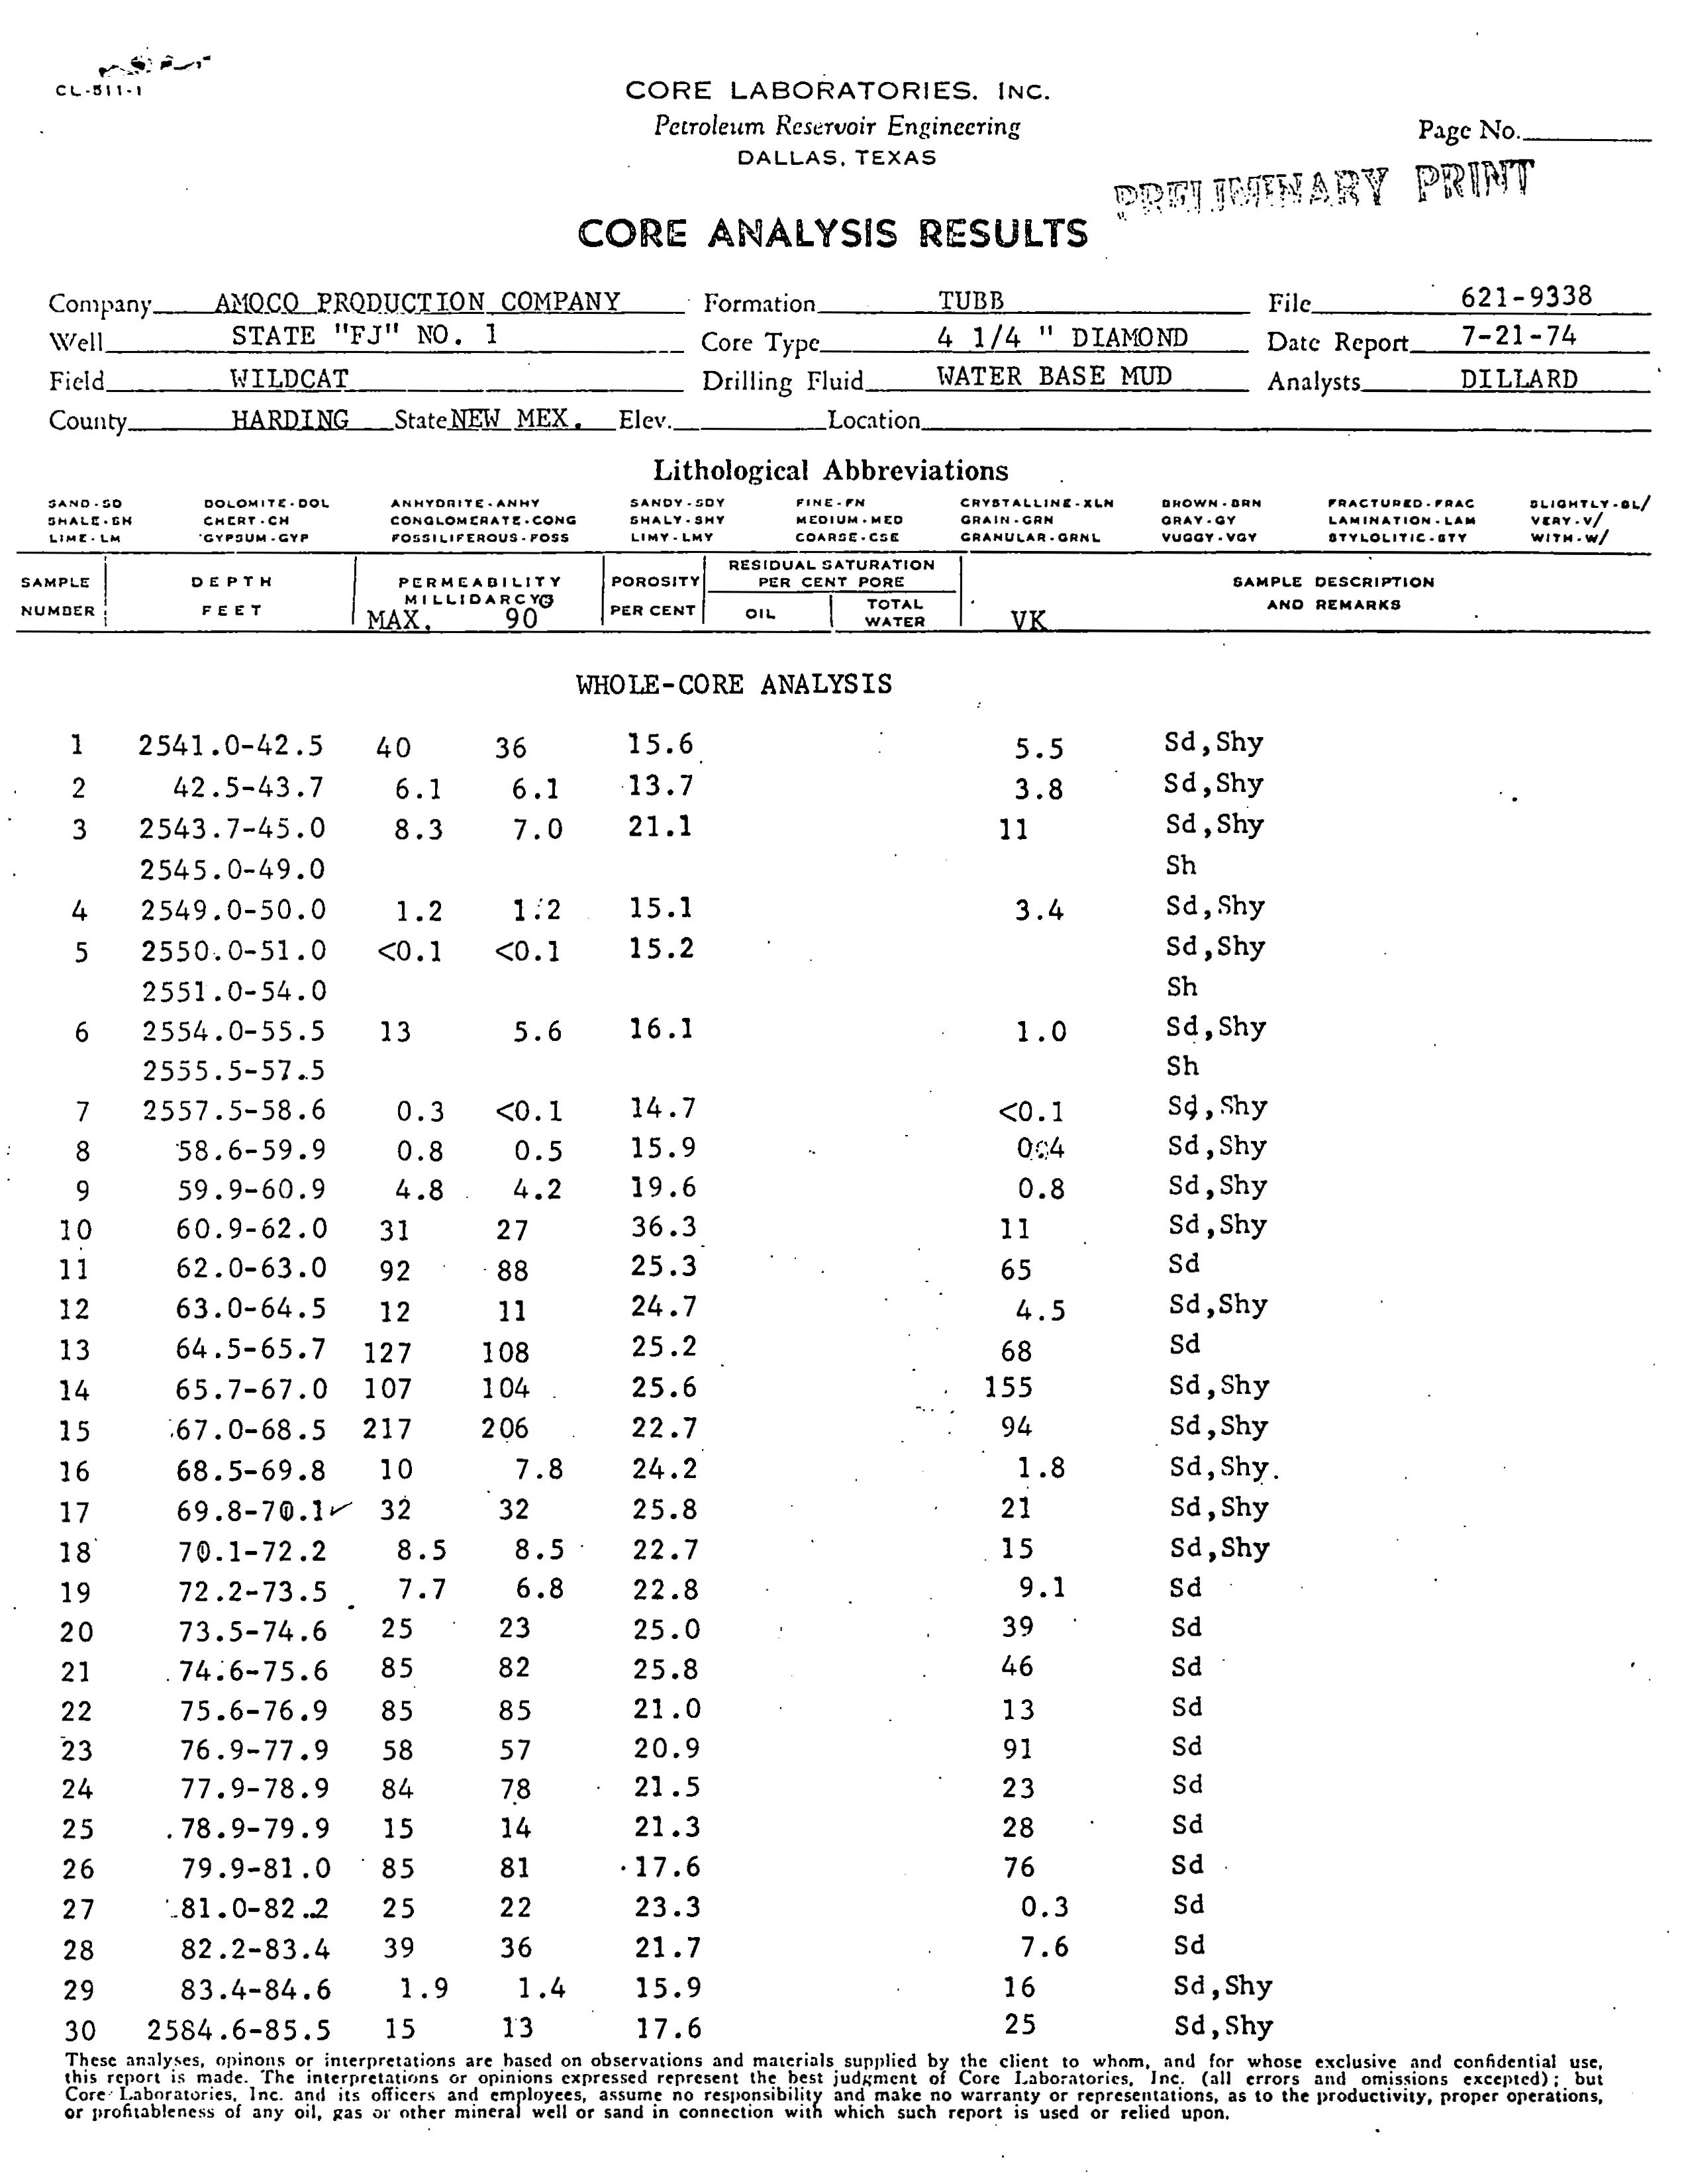 CL-511-1
CORE LABORATORIES, INC.
Petroleum Reservoir Engineering
DALLAS, TEXAS
Page No.
PRELIMINARY PRINT
CORE ANALYSIS RESULTS
Company AMOCO PRODUCTION COMPANY Formation TUBB File 621-9338
Well STATE "FJ" NO. 1 Core Type 4 1/4 " DIAMOND Date Report 7-21-74
Field WILDCAT Drilling Fluid WATER BASE MUD Analysts DILLARD
County HARDING State NEW MEX. Elev. Location
Lithological Abbreviations
SAND-SD DOLOMITE-DOL ANHYDRITE-ANHY SANDY-SDY FINE-FN CRYSTALLINE-XLN BROWN-BRN FRACTURED-FRAC SLIGHTLY-SL/
SHALE-SH CHERT-CH CONGLOMERATE-CONG SHALY-SHY MEDIUM-MED GRAIN-GRN GRAY-GY LAMINATION-LAM VERY-V/
LIME-LM GYPSUM-GYP FOSSILIFEROUS-FOSS LIMY-LMY COARSE-CSE GRANULAR-GRNL VUGGY-VGY STYLOLITIC-STY WITH-W/
SAMPLE NUMBER DEPTH FEET PERMEABILITY MILLIDARCYS MAX. 90 POROSITY PER CENT RESIDUAL SATURATION PER CENT PORE OIL TOTAL WATER VK SAMPLE DESCRIPTION AND REMARKS
WHOLE-CORE ANALYSIS
1 2541.0-42.5 40 36 15.6 5.5 Sd,Shy
2 42.5-43.7 6.1 6.1 13.7 3.8 Sd,Shy
3 2543.7-45.0 8.3 7.0 21.1 11 Sd,Shy
2545.0-49.0 Sh
4 2549.0-50.0 1.2 1.2 15.1 3.4 Sd,Shy
5 2550.0-51.0 <0.1 <0.1 15.2 Sd,Shy
2551.0-54.0 Sh
6 2554.0-55.5 13 5.6 16.1 1.0 Sd,Shy
2555.5-57.5 Sh
7 2557.5-58.6 0.3 <0.1 14.7 <0.1 Sd,Shy
8 58.6-59.9 0.8 0.5 15.9 0.4 Sd,Shy
9 59.9-60.9 4.8 4.2 19.6 0.8 Sd,Shy
10 60.9-62.0 31 27 36.3 11 Sd,Shy
11 62.0-63.0 92 88 25.3 65 Sd
12 63.0-64.5 12 11 24.7 4.5 Sd,Shy
13 64.5-65.7 127 108 25.2 68 Sd
14 65.7-67.0 107 104 25.6 155 Sd,Shy
15 67.0-68.5 217 206 22.7 94 Sd,Shy
16 68.5-69.8 10 7.8 24.2 1.8 Sd,Shy.
17 69.8-70.1 32 32 25.8 21 Sd,Shy
18 70.1-72.2 8.5 8.5 22.7 15 Sd,Shy
19 72.2-73.5 7.7 6.8 22.8 9.1 Sd
20 73.5-74.6 25 23 25.0 39 Sd
21 74.6-75.6 85 82 25.8 46 Sd
22 75.6-76.9 85 85 21.0 13 Sd
23 76.9-77.9 58 57 20.9 91 Sd
24 77.9-78.9 84 78 21.5 23 Sd
25 78.9-79.9 15 14 21.3 28 Sd
26 79.9-81.0 85 81 17.6 76 Sd
27 81.0-82.2 25 22 23.3 0.3 Sd
28 82.2-83.4 39 36 21.7 7.6 Sd
29 83.4-84.6 1.9 1.4 15.9 16 Sd,Shy
30 2584.6-85.5 15 13 17.6 25 Sd,Shy
These analyses, opinons or interpretations are based on observations and materials supplied by the client to whom, and for whose exclusive and confidential use,
this report is made. The interpretations or opinions expressed represent the best judgment of Core Laboratories, Inc. (all errors and omissions excepted); but
Core Laboratories, Inc. and its officers and employees, assume no responsibility and make no warranty or representations, as to the productivity, proper operations,
or profitableness of any oil, gas or other mineral well or sand in connection with which such report is used or relied upon.